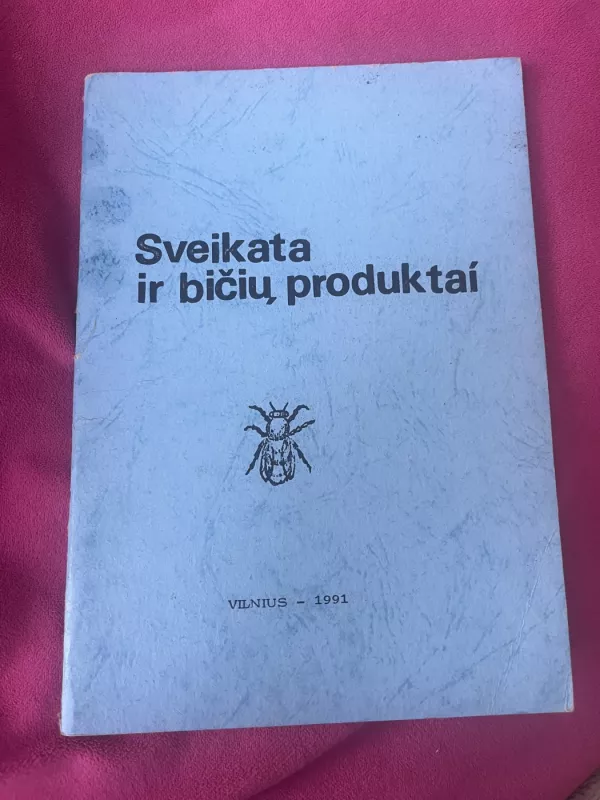 Sveikata
ir bičių produktai
VILNIUS - 1991